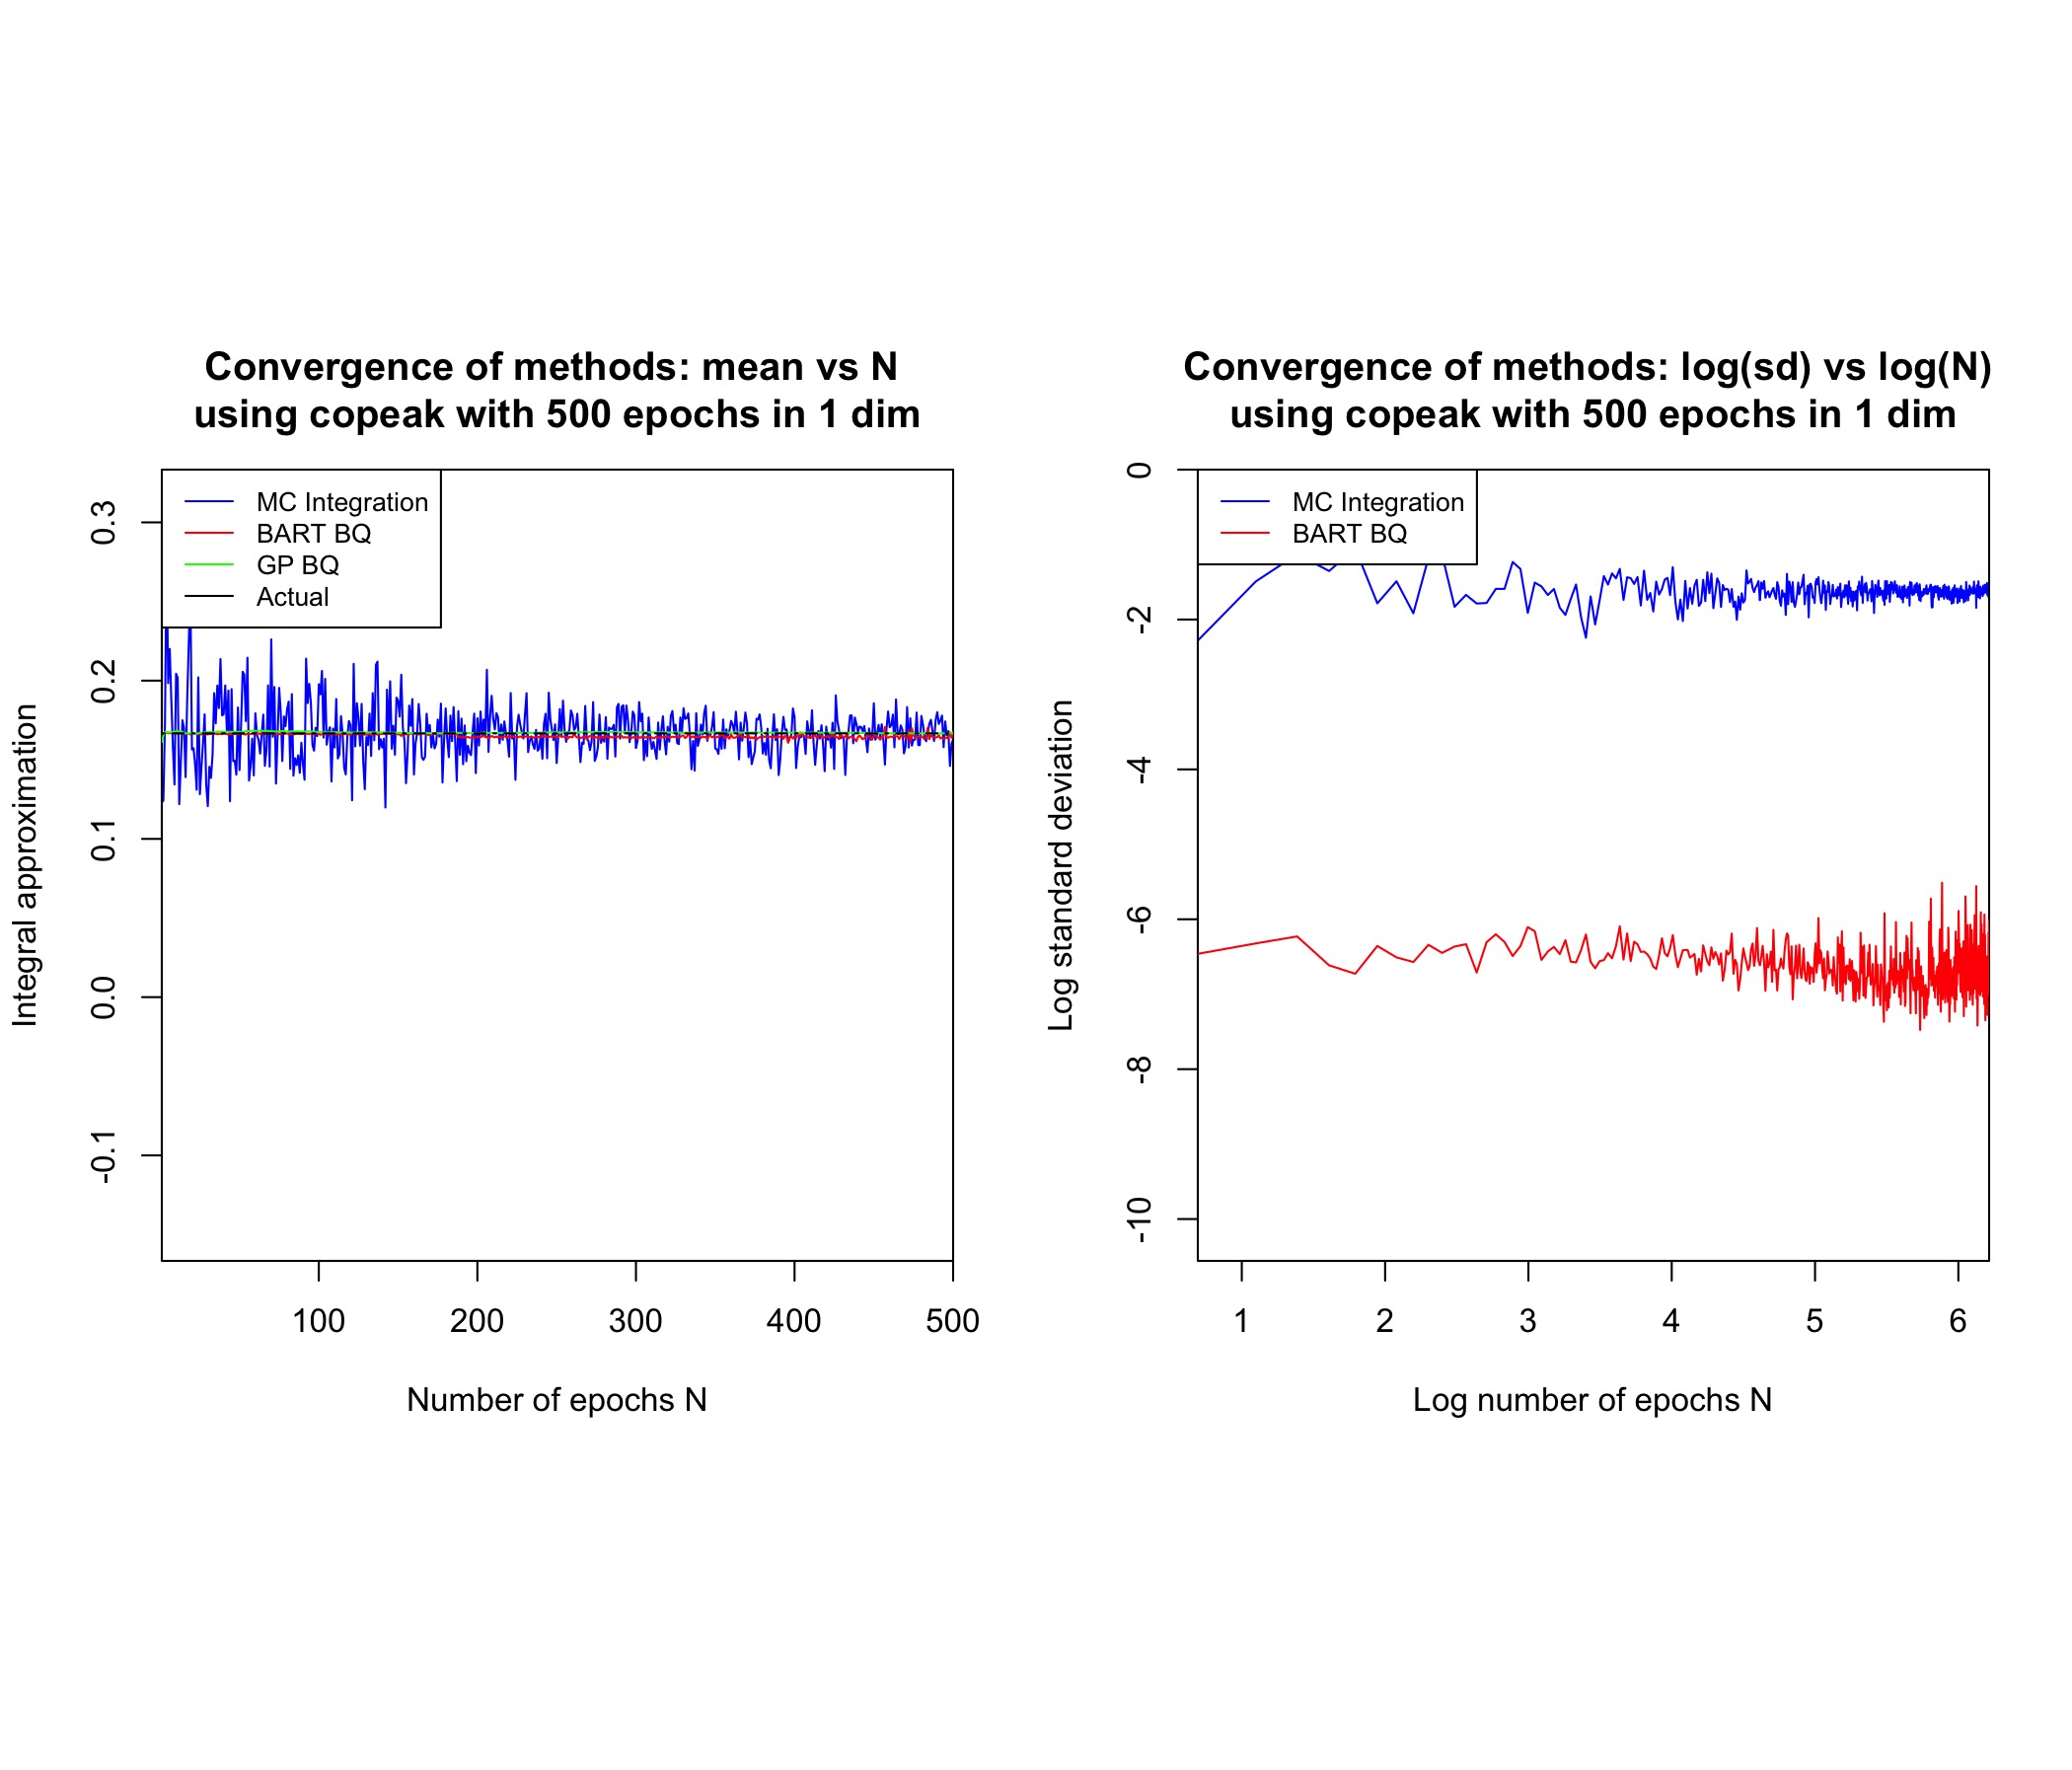 Convergence of methods: mean vs N
using copeak with 500 epochs in 1 dim
MC Integration
BART BQ
GP BQ
Actual
0.3
0.2
0.1
0.0
-0.1
Integral approximation
100 200 300 400 500
Number of epochs N
Convergence of methods: log(sd) vs log(N)
using copeak with 500 epochs in 1 dim
MC Integration
BART BQ
0
-2
-4
-6
-8
-10
Log standard deviation
1 2 3 4 5 6
Log number of epochs N